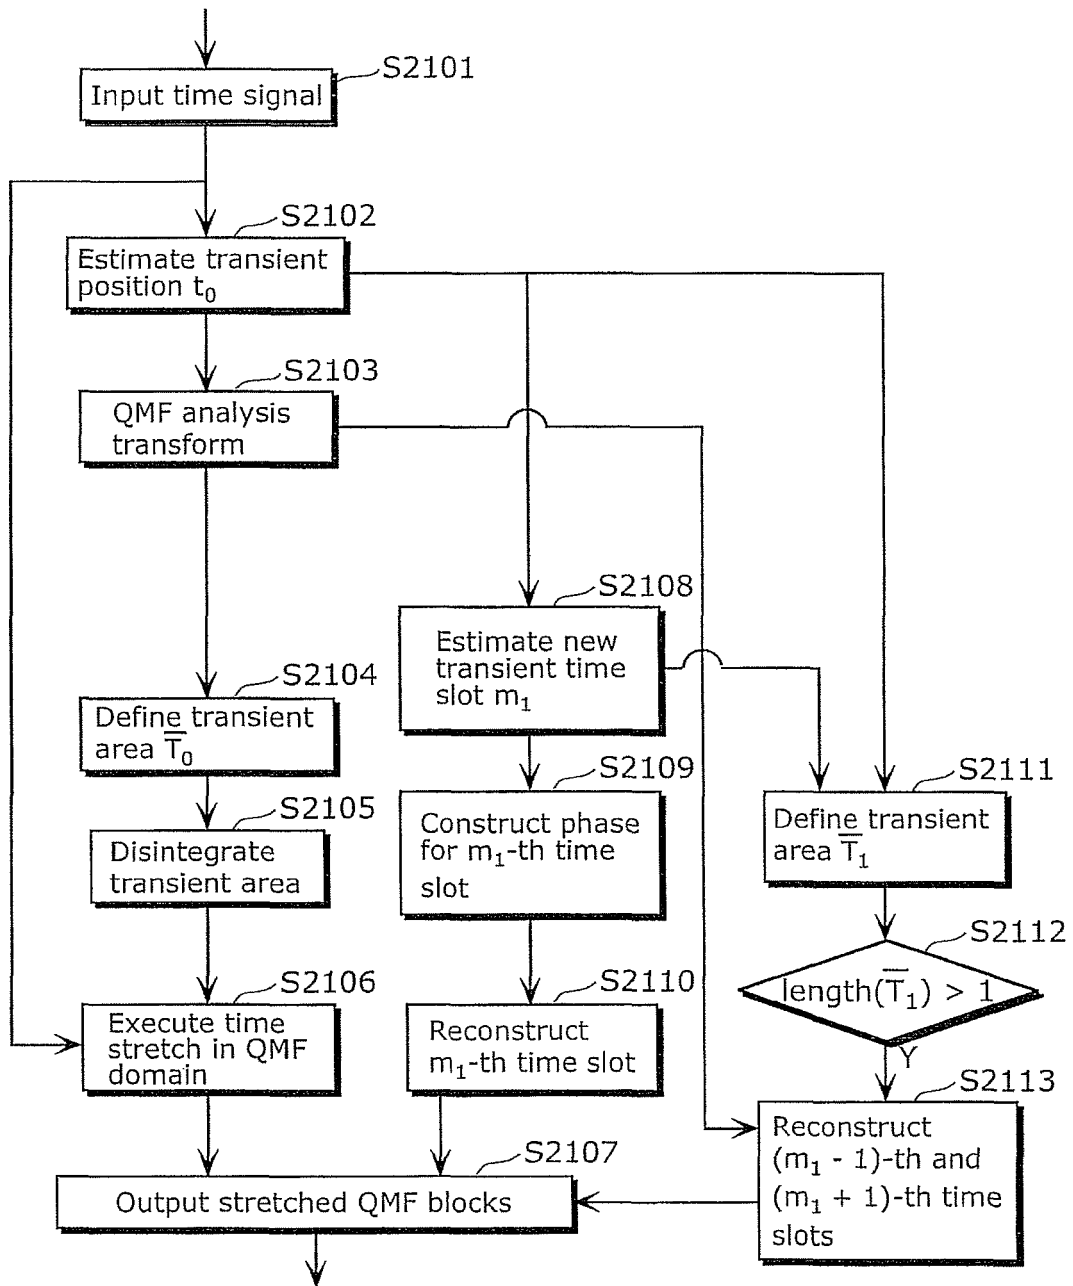 S2101
Input time signal
S2102
Estimate transient
position t₀
S2103
QMF analysis
transform
S2108
Estimate new
transient time
slot m₁
S2104
Define transient
area T̅₀
S2109
Construct phase
for m₁-th time
slot
S2111
Define transient
area T̅₁
S2105
Disintegrate
transient area
S2112
length(T̅₁) > 1
Y
S2106
Execute time
stretch in QMF
domain
S2110
Reconstruct
m₁-th time slot
S2113
Reconstruct
(m₁ - 1)-th and
(m₁ + 1)-th time
slots
S2107
Output stretched QMF blocks